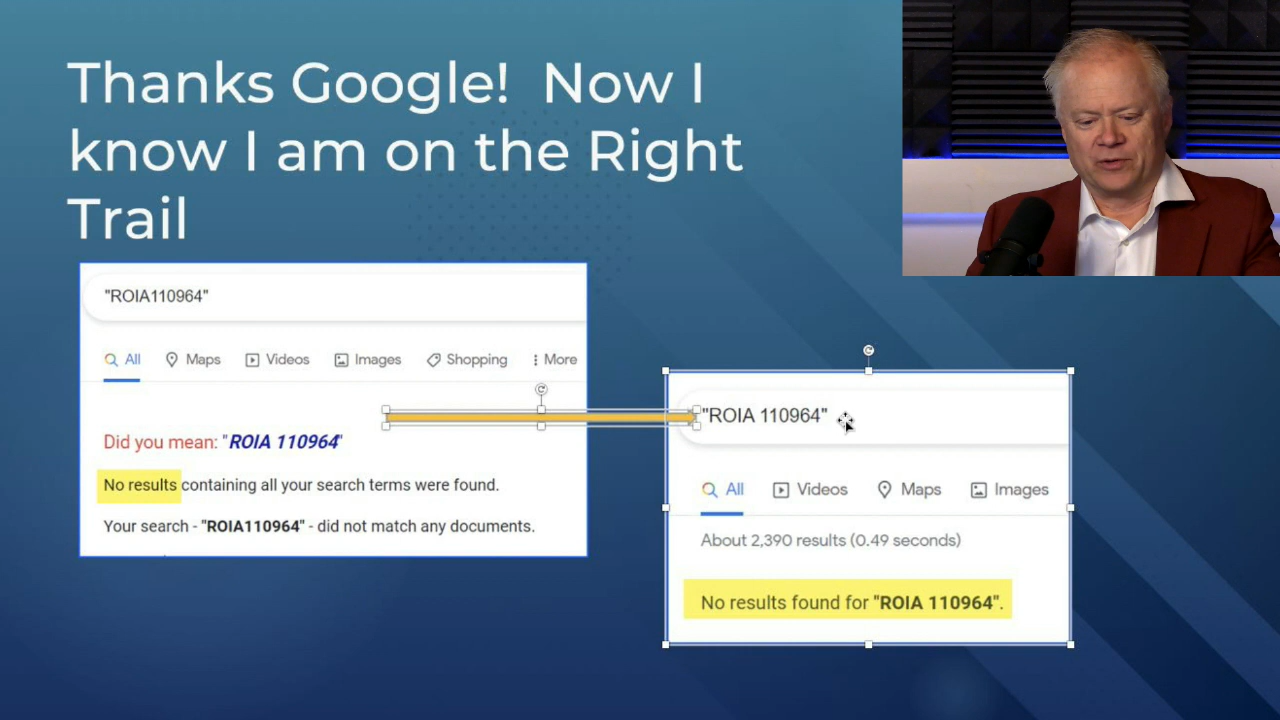 Thanks Google!  Now I
know I am on the Right
Trail
"ROIA110964"
All Maps Videos Images Shopping More
Did you mean: "ROIA 110964"
No results containing all your search terms were found.
Your search - "ROIA110964" - did not match any documents.
"ROIA 110964"
All Videos Maps Images
About 2,390 results (0.49 seconds)
No results found for "ROIA 110964".